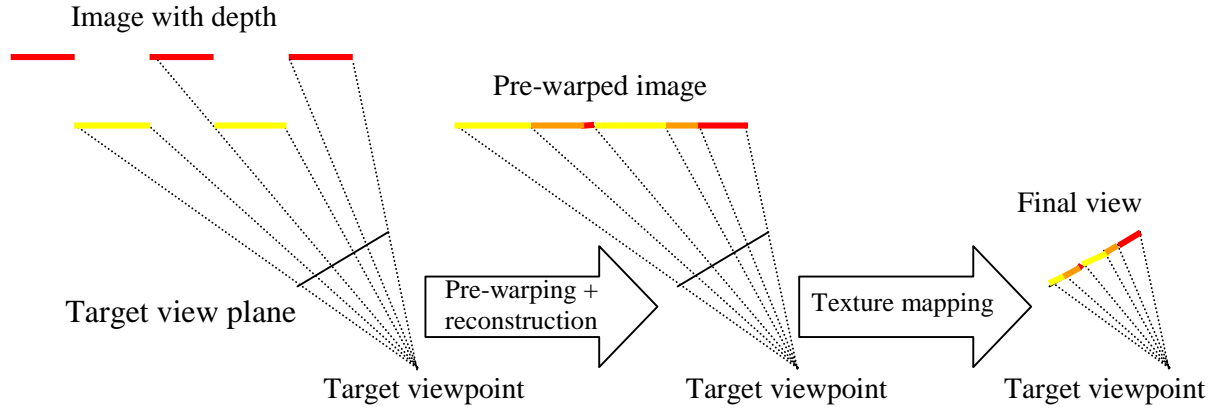 Image with depth
Pre-warped image
Final view
Target view plane
Pre-warping +
reconstruction
Texture mapping
Target viewpoint
Target viewpoint
Target viewpoint